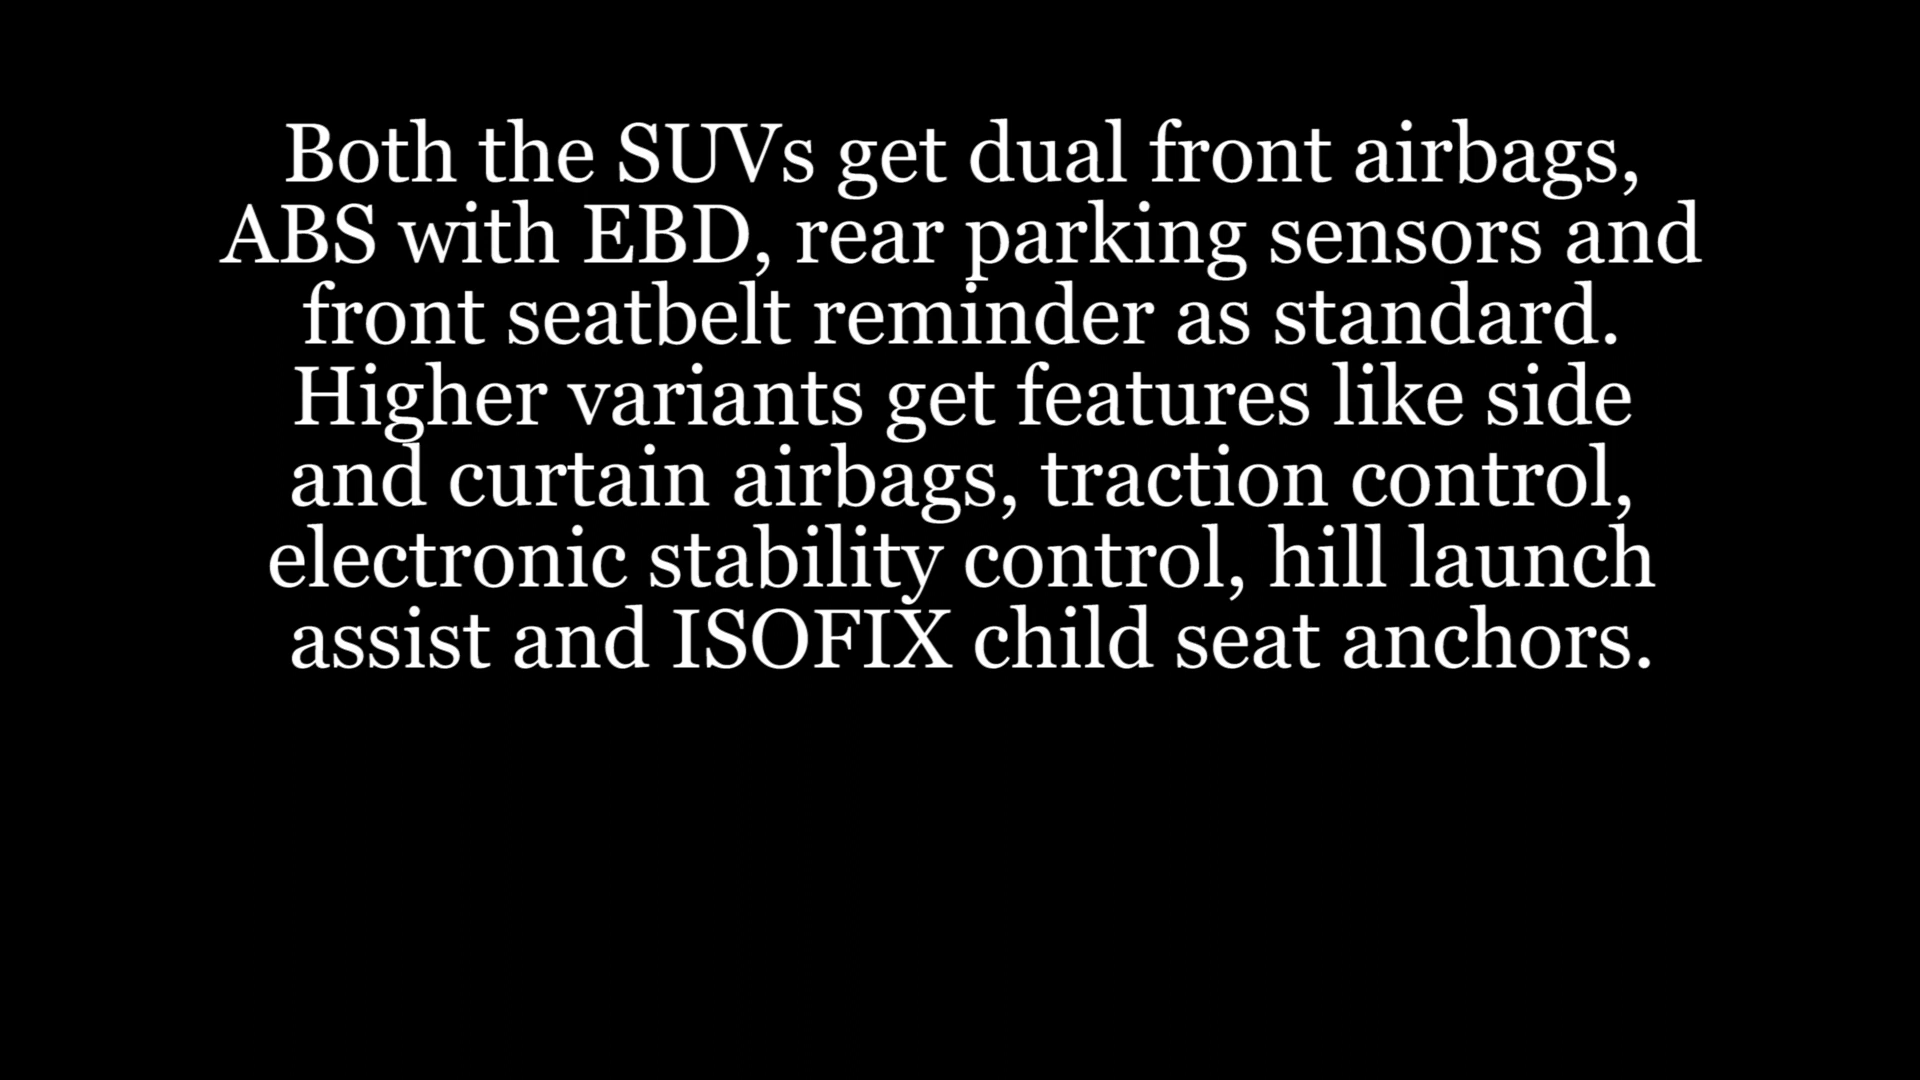 Both the SUVs get dual front airbags,
ABS with EBD, rear parking sensors and
front seatbelt reminder as standard.
Higher variants get features like side
and curtain airbags, traction control,
electronic stability control, hill launch
assist and ISOFIX child seat anchors.